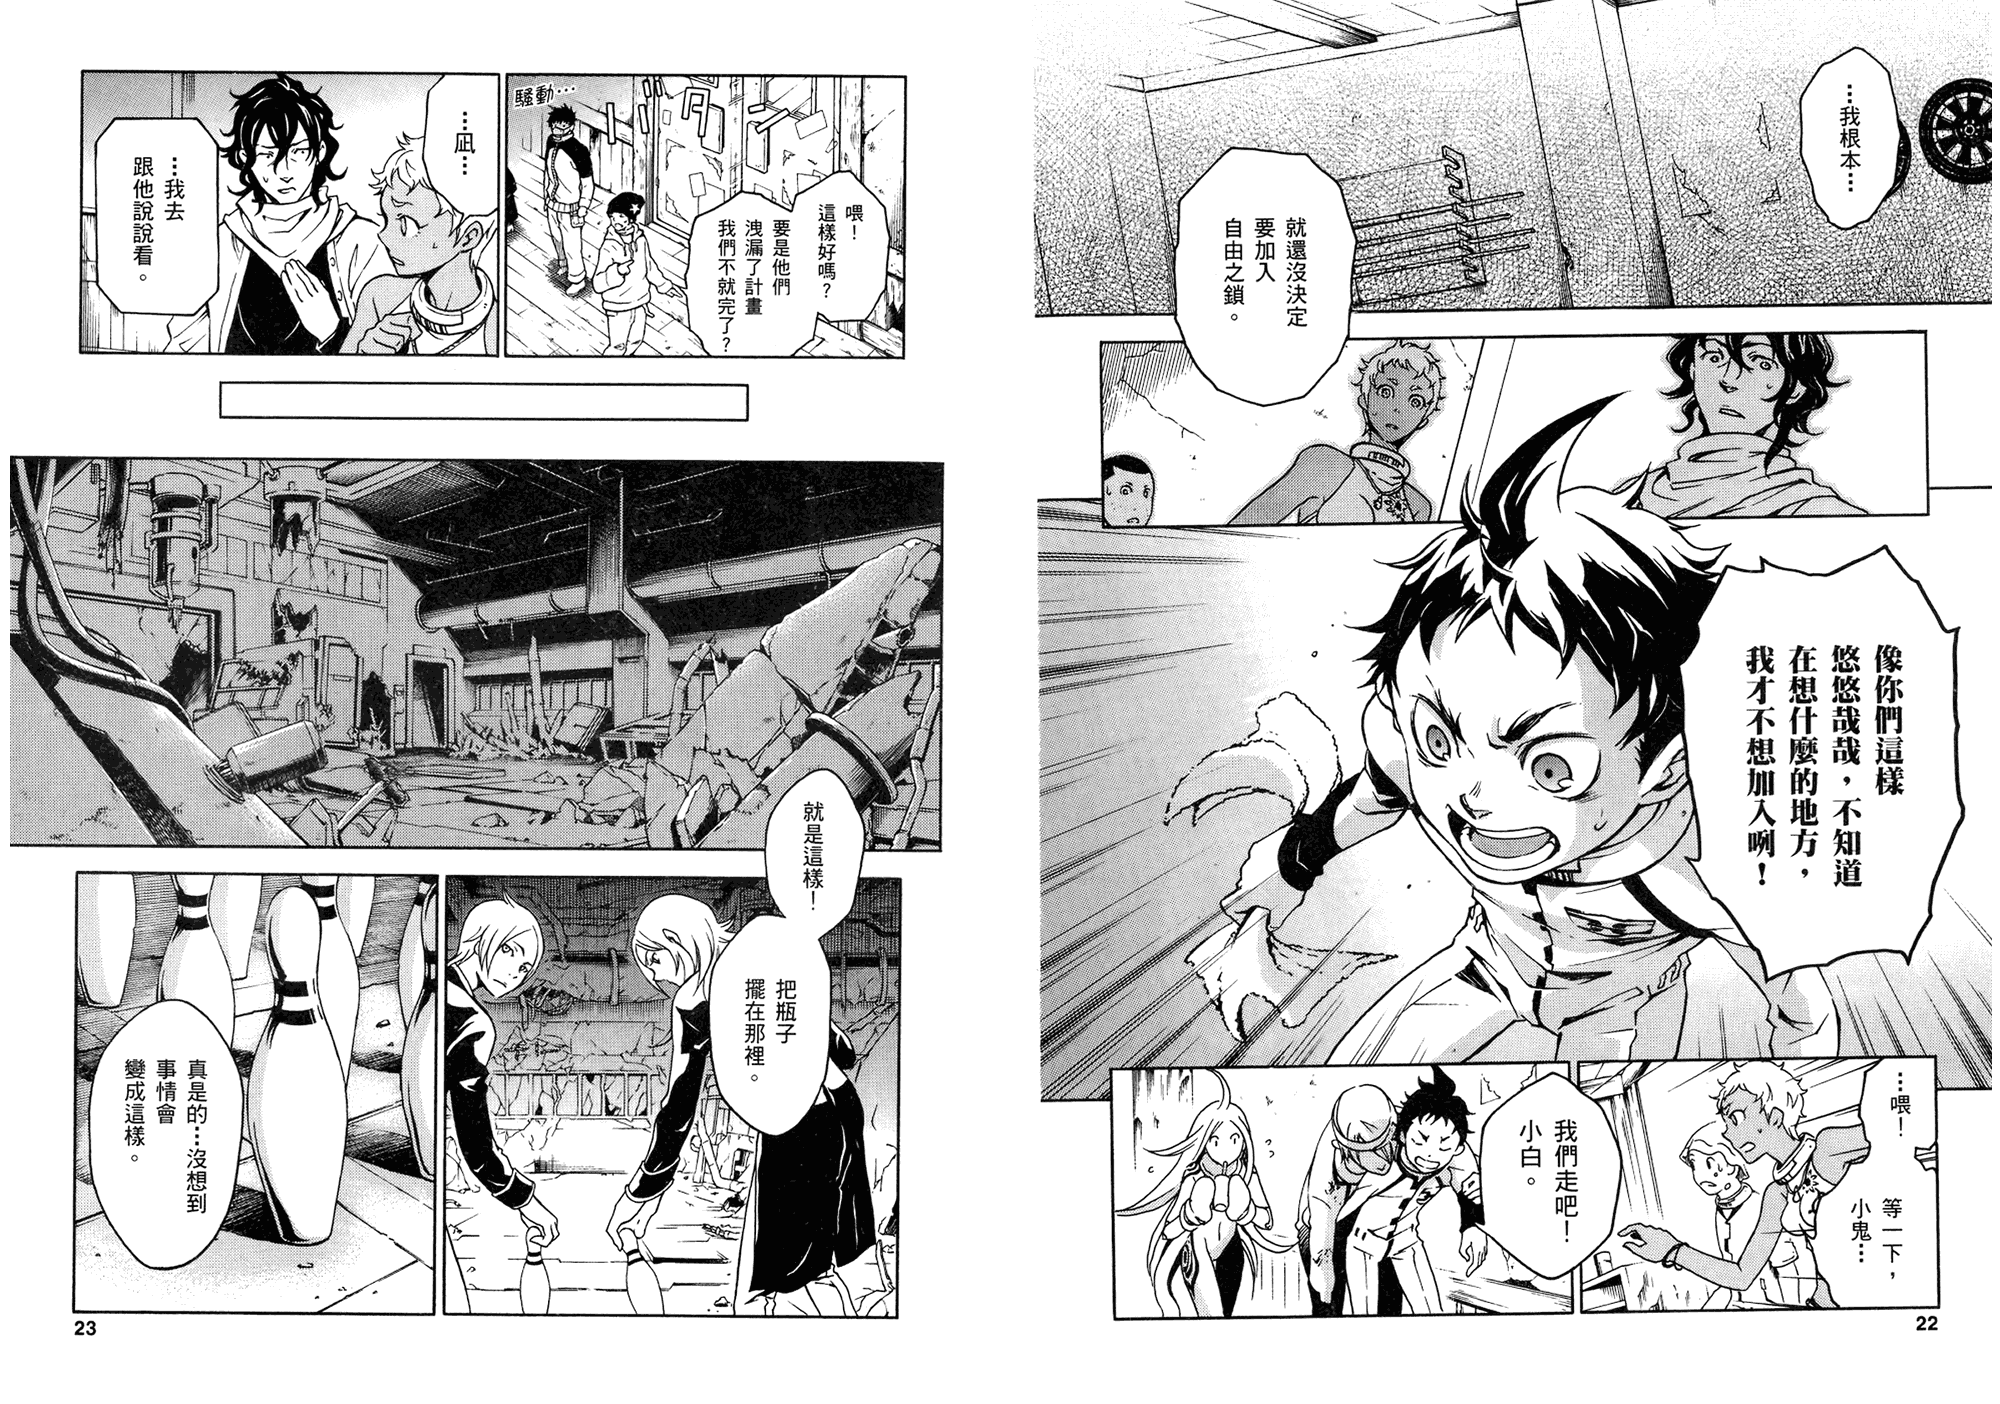 …我根本…
就還沒決定
要加入
自由之鎖。
像你們這樣
悠悠哉哉，不知道
在想什麼的地方，
我才不想加入咧！
…喂！
等一下，
小鬼…
我們走吧！
小白。
22
騷動…
喂！
這樣好嗎？
要是他們
洩漏了計畫
我們不就完了？
…凪…
…我去
跟他說說看。
就是這樣！
把瓶子
擺在那裡。
真是的…沒想到
事情會
變成這樣。
23